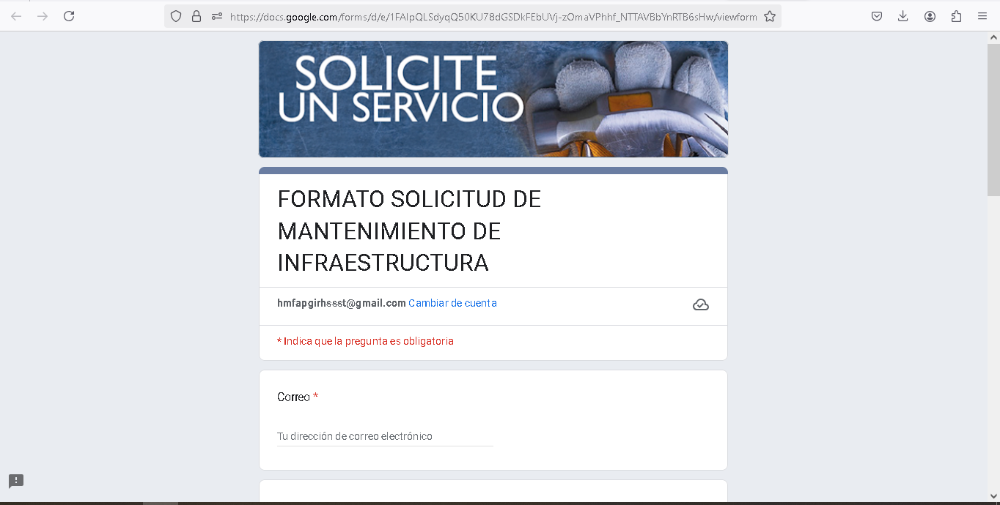 https://docs.google.com/forms/d/e/1FAIpQLSdyqQ50KU78dGSDkFEbUVj-zOmaVPhhf_NTTAVBbYnRTB6sHw/viewform
SOLICITE
UN SERVICIO
FORMATO SOLICITUD DE
MANTENIMIENTO DE
INFRAESTRUCTURA
hmfapgirhssst@gmail.com Cambiar de cuenta
* Indica que la pregunta es obligatoria
Correo *
Tu dirección de correo electrónico